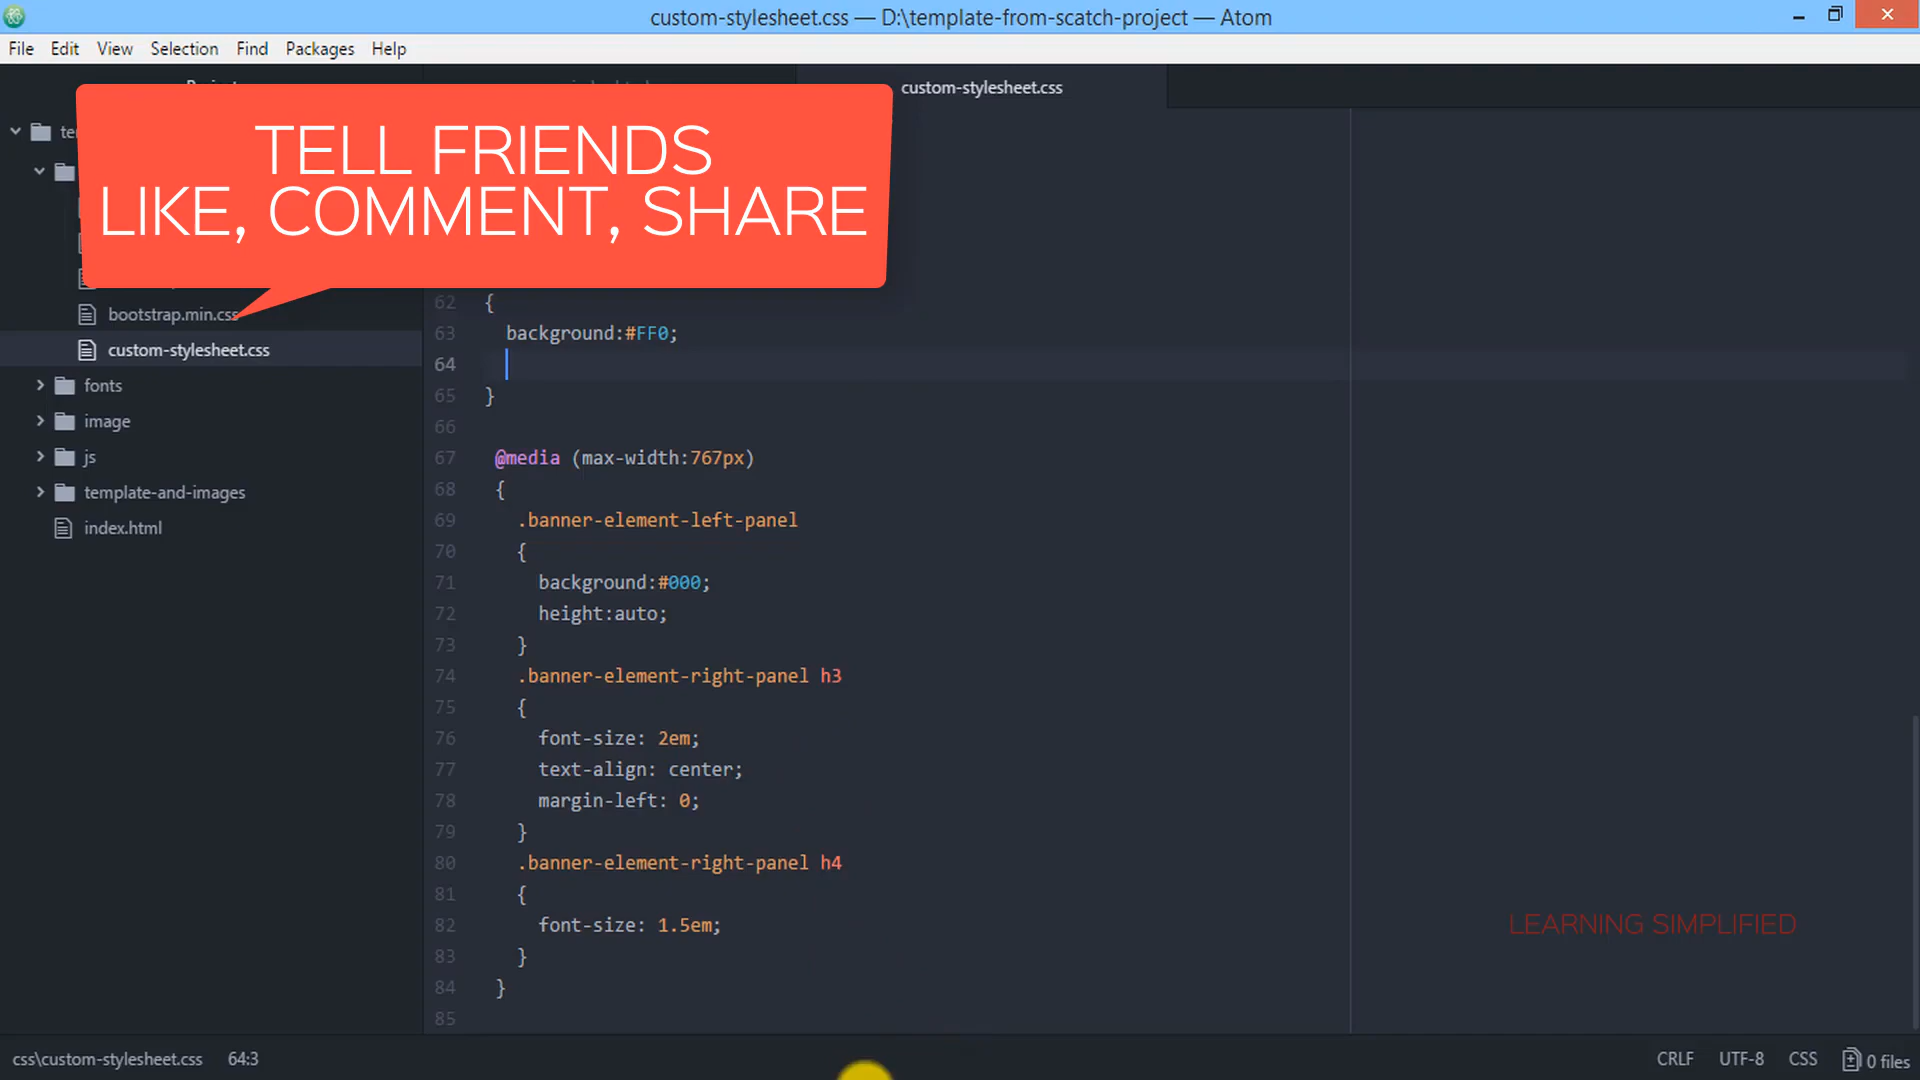 custom-stylesheet.css — D:\template-from-scatch-project — Atom
File Edit View Selection Find Packages Help
custom-stylesheet.css
TELL FRIENDS
LIKE, COMMENT, SHARE
bootstrap.min.css
custom-stylesheet.css
fonts
image
js
template-and-images
index.html
62 {
63 background:#FF0;
64
65 }
66
67 @media (max-width:767px)
68 {
69 .banner-element-left-panel
70 {
71 background:#000;
72 height:auto;
73 }
74 .banner-element-right-panel h3
75 {
76 font-size: 2em;
77 text-align: center;
78 margin-left: 0;
79 }
80 .banner-element-right-panel h4
81 {
82 font-size: 1.5em;
83 }
84 }
85
LEARNING SIMPLIFIED
css\custom-stylesheet.css 64:3 CRLF UTF-8 CSS 0 files